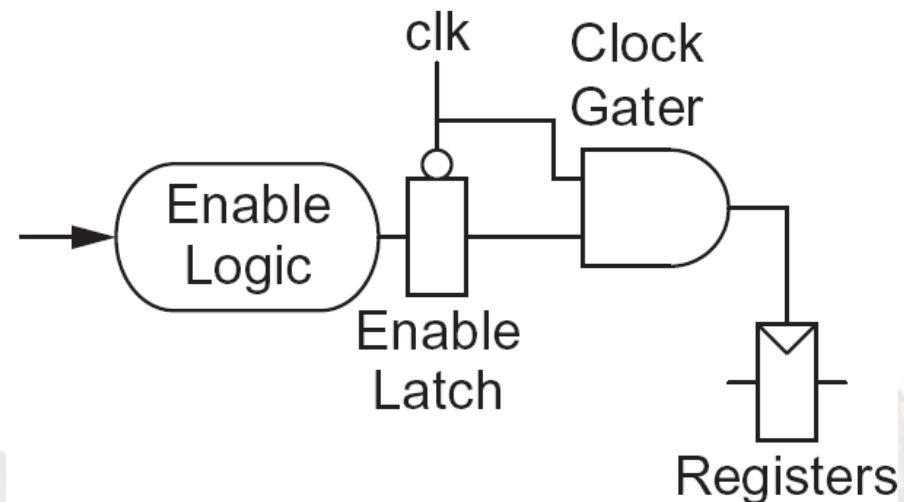 clk
Clock
Gater
Enable
Logic
Enable
Latch
Registers